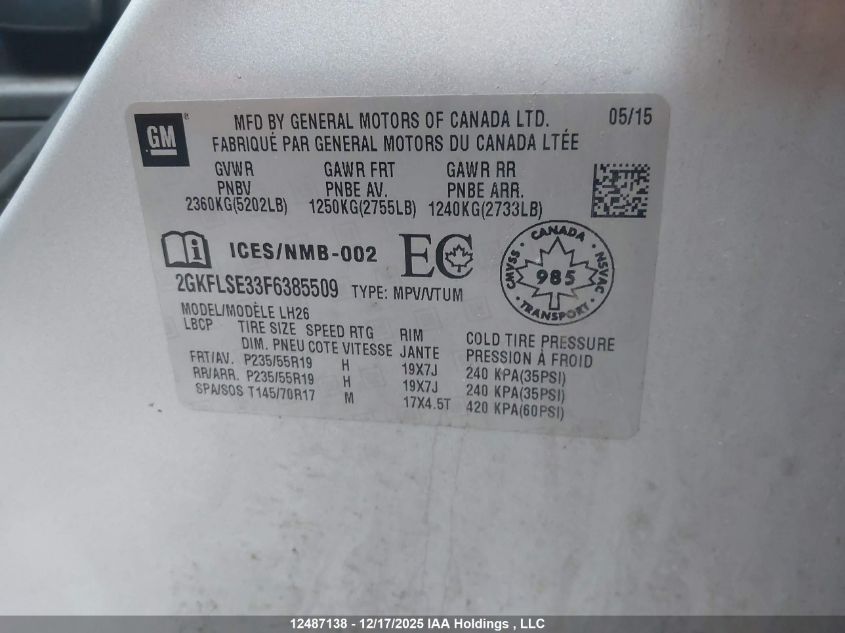 GM
MFD BY GENERAL MOTORS OF CANADA LTD. 05/15
FABRIQUÉ PAR GENERAL MOTORS DU CANADA LTÉE
GVWR GAWR FRT GAWR RR
PNBV PNBE AV. PNBE ARR.
2360KG(5202LB) 1250KG(2755LB) 1240KG(2733LB)
ICES/NMB-002 EC
CANADA
CMVSS 985 NSVAC
TRANSPORT
2GKFLSE33F6385509 TYPE: MPV/VTUM
MODEL/MODÈLE LH26
LBCP TIRE SIZE SPEED RTG RIM COLD TIRE PRESSURE
DIM. PNEU COTE VITESSE JANTE PRESSION À FROID
FRT/AV. P235/55R19 H 19X7J 240 KPA(35PSI)
RR/ARR. P235/55R19 H 19X7J 240 KPA(35PSI)
SPA/SOS T145/70R17 M 17X4.5T 420 KPA(60PSI)
12487138 - 12/17/2025 IAA Holdings , LLC